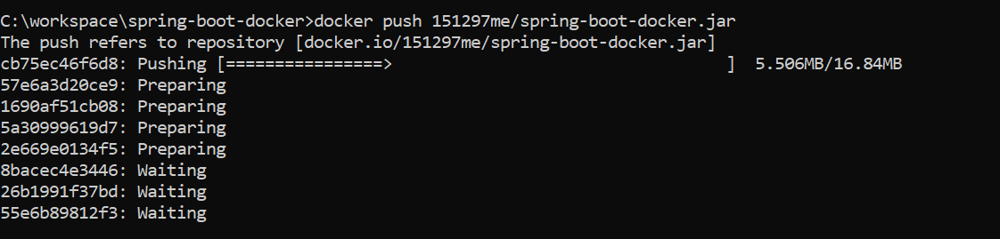 C:\workspace\spring-boot-docker>docker push 151297me/spring-boot-docker.jar
The push refers to repository [docker.io/151297me/spring-boot-docker.jar]
cb75ec46f6d8: Pushing [================>                                  ]  5.506MB/16.84MB
57e6a3d20ce9: Preparing
1690af51cb08: Preparing
5a30999619d7: Preparing
2e669e0134f5: Preparing
8bacec4e3446: Waiting
26b1991f37bd: Waiting
55e6b89812f3: Waiting